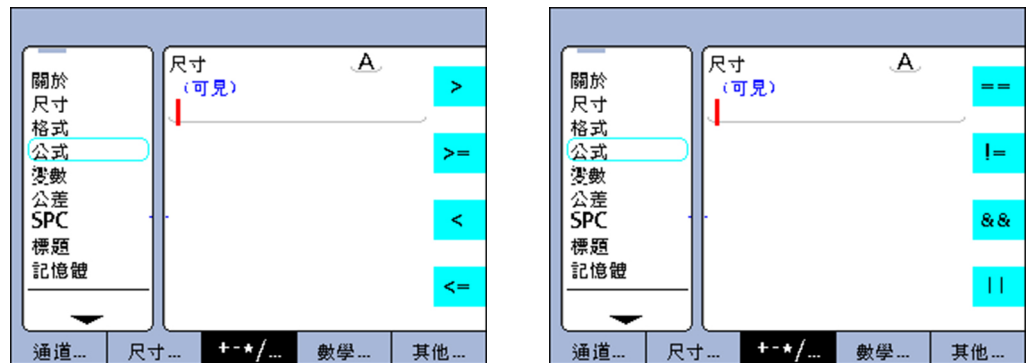 關於
尺寸
格式
公式
變數
公差
SPC
標題
記憶體
尺寸
A
(可見)
>
>=
<
<=
通道...
尺寸...
+-*/...
數學...
其他...
關於
尺寸
格式
公式
變數
公差
SPC
標題
記憶體
尺寸
A
(可見)
==
!=
&&
||
通道...
尺寸...
+-*/...
數學...
其他...